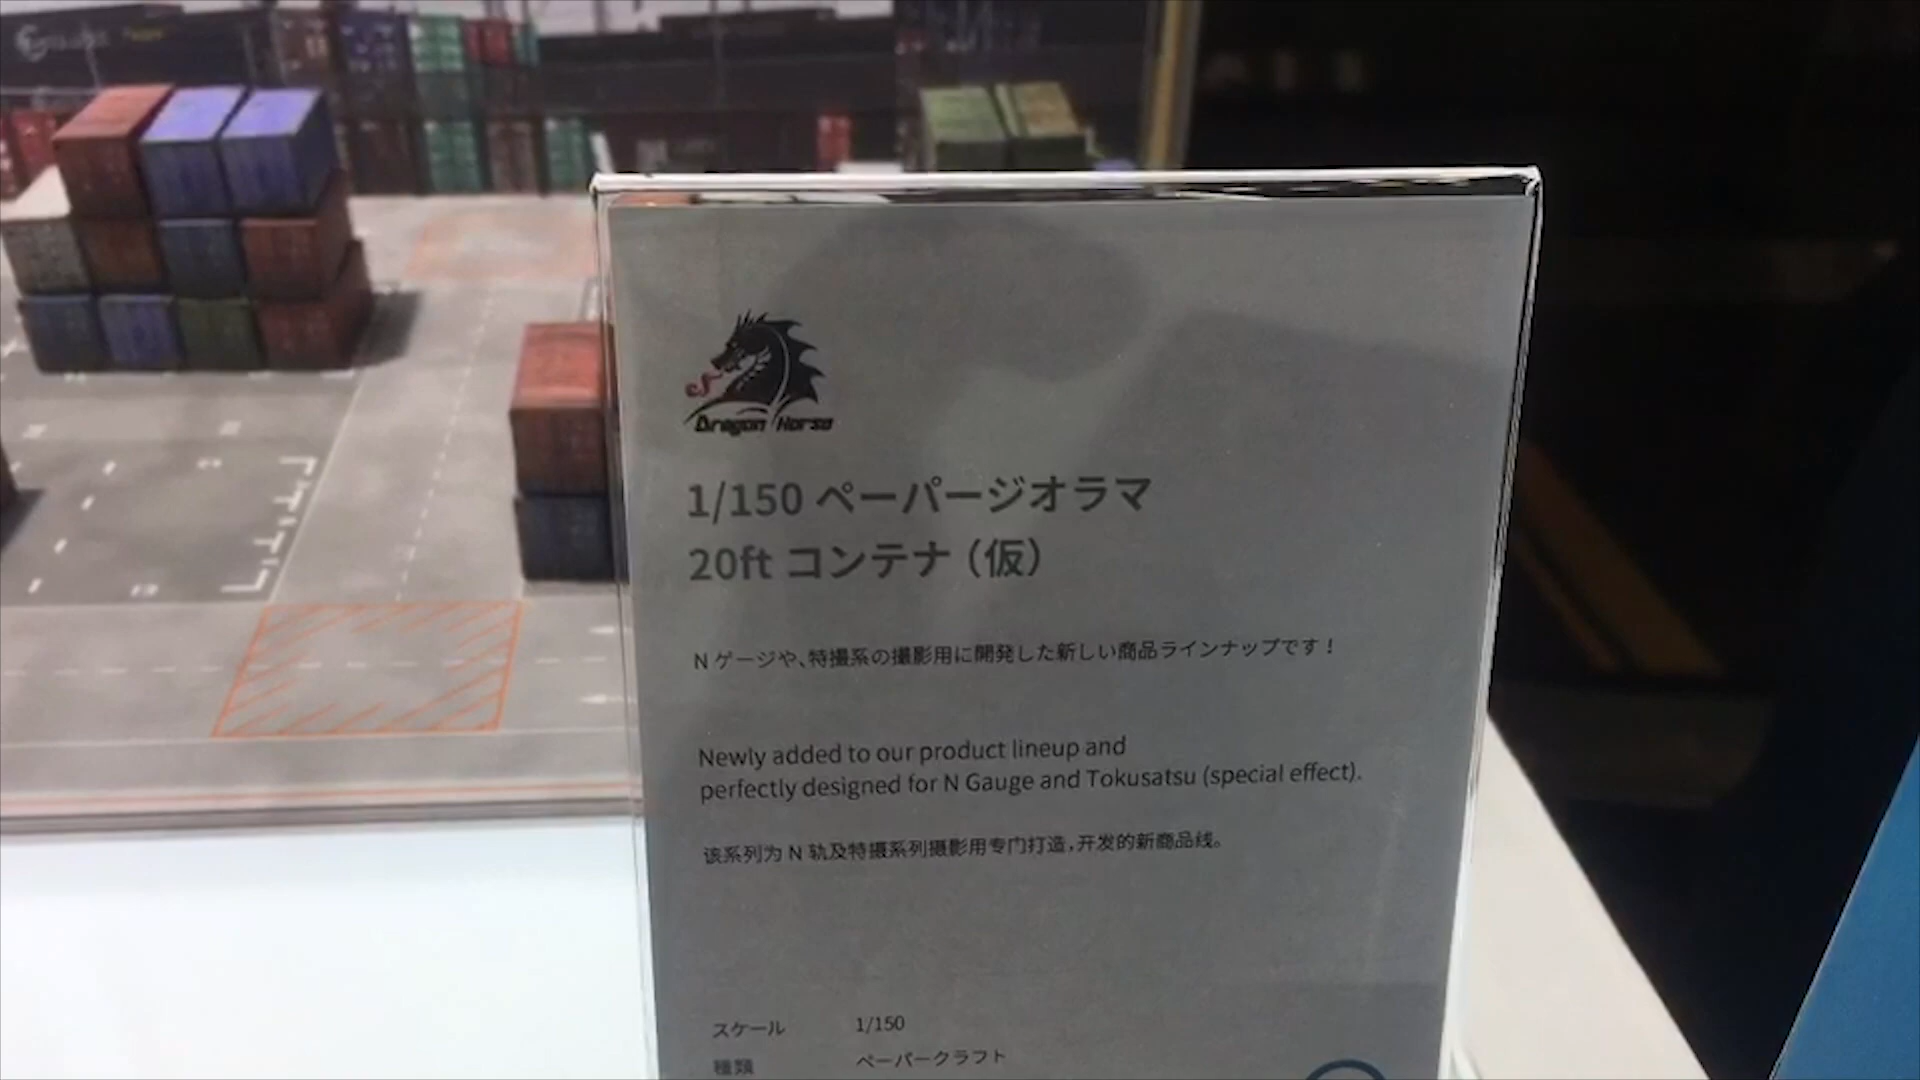 Dragon Horse
1/150 ペーパージオラマ
20ft コンテナ（仮）
N ゲージや、特撮系の撮影用に開発した新しい商品ラインナップです！
Newly added to our product lineup and
perfectly designed for N Gauge and Tokusatsu (special effect).
该系列为 N 轨及特摄系列摄影用专门打造，开发的新商品线。
スケール 1/150
種類 ペーパークラフト